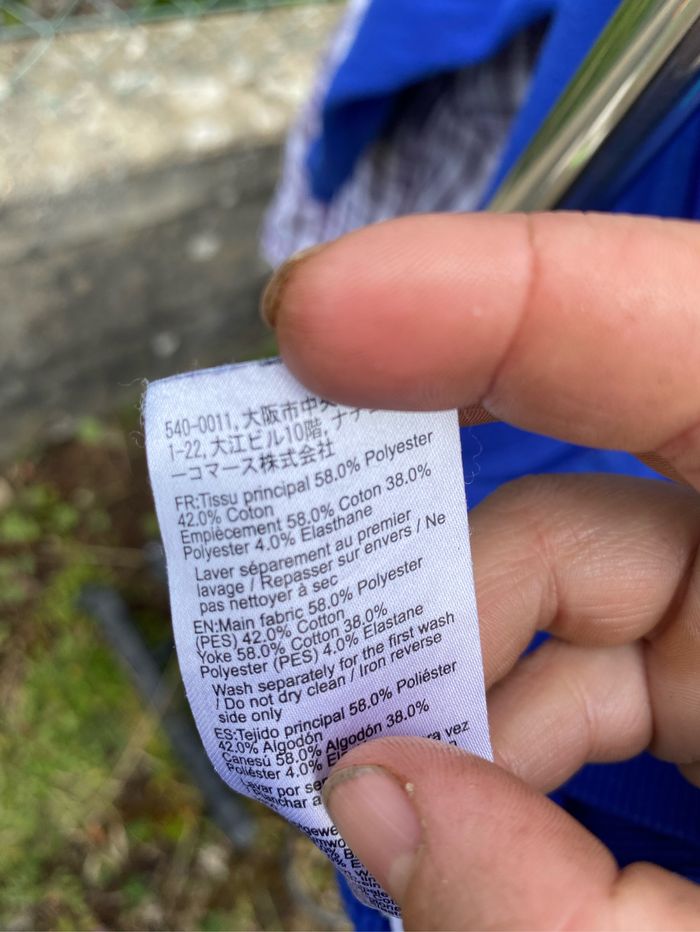 540-0011, 大阪市中央
1-22, 大江ビル10階, ナチ
ーコマース株式会社
FR:Tissu principal 58.0% Polyester
42.0% Coton
Empiècement 58.0% Coton 38.0%
Polyester 4.0% Elasthane
Laver séparement au premier
lavage / Repasser sur envers / Ne
pas nettoyer à sec
EN:Main fabric 58.0% Polyester
(PES) 42.0% Cotton
Yoke 58.0% Cotton 38.0%
Polyester (PES) 4.0% Elastane
Wash separately for the first wash
/ Do not dry clean / Iron reverse
side only
ES:Tejido principal 58.0% Poliéster
42.0% Algodón
Canesú 58.0% Algodón 38.0%
Poliéster 4.0%
por vez